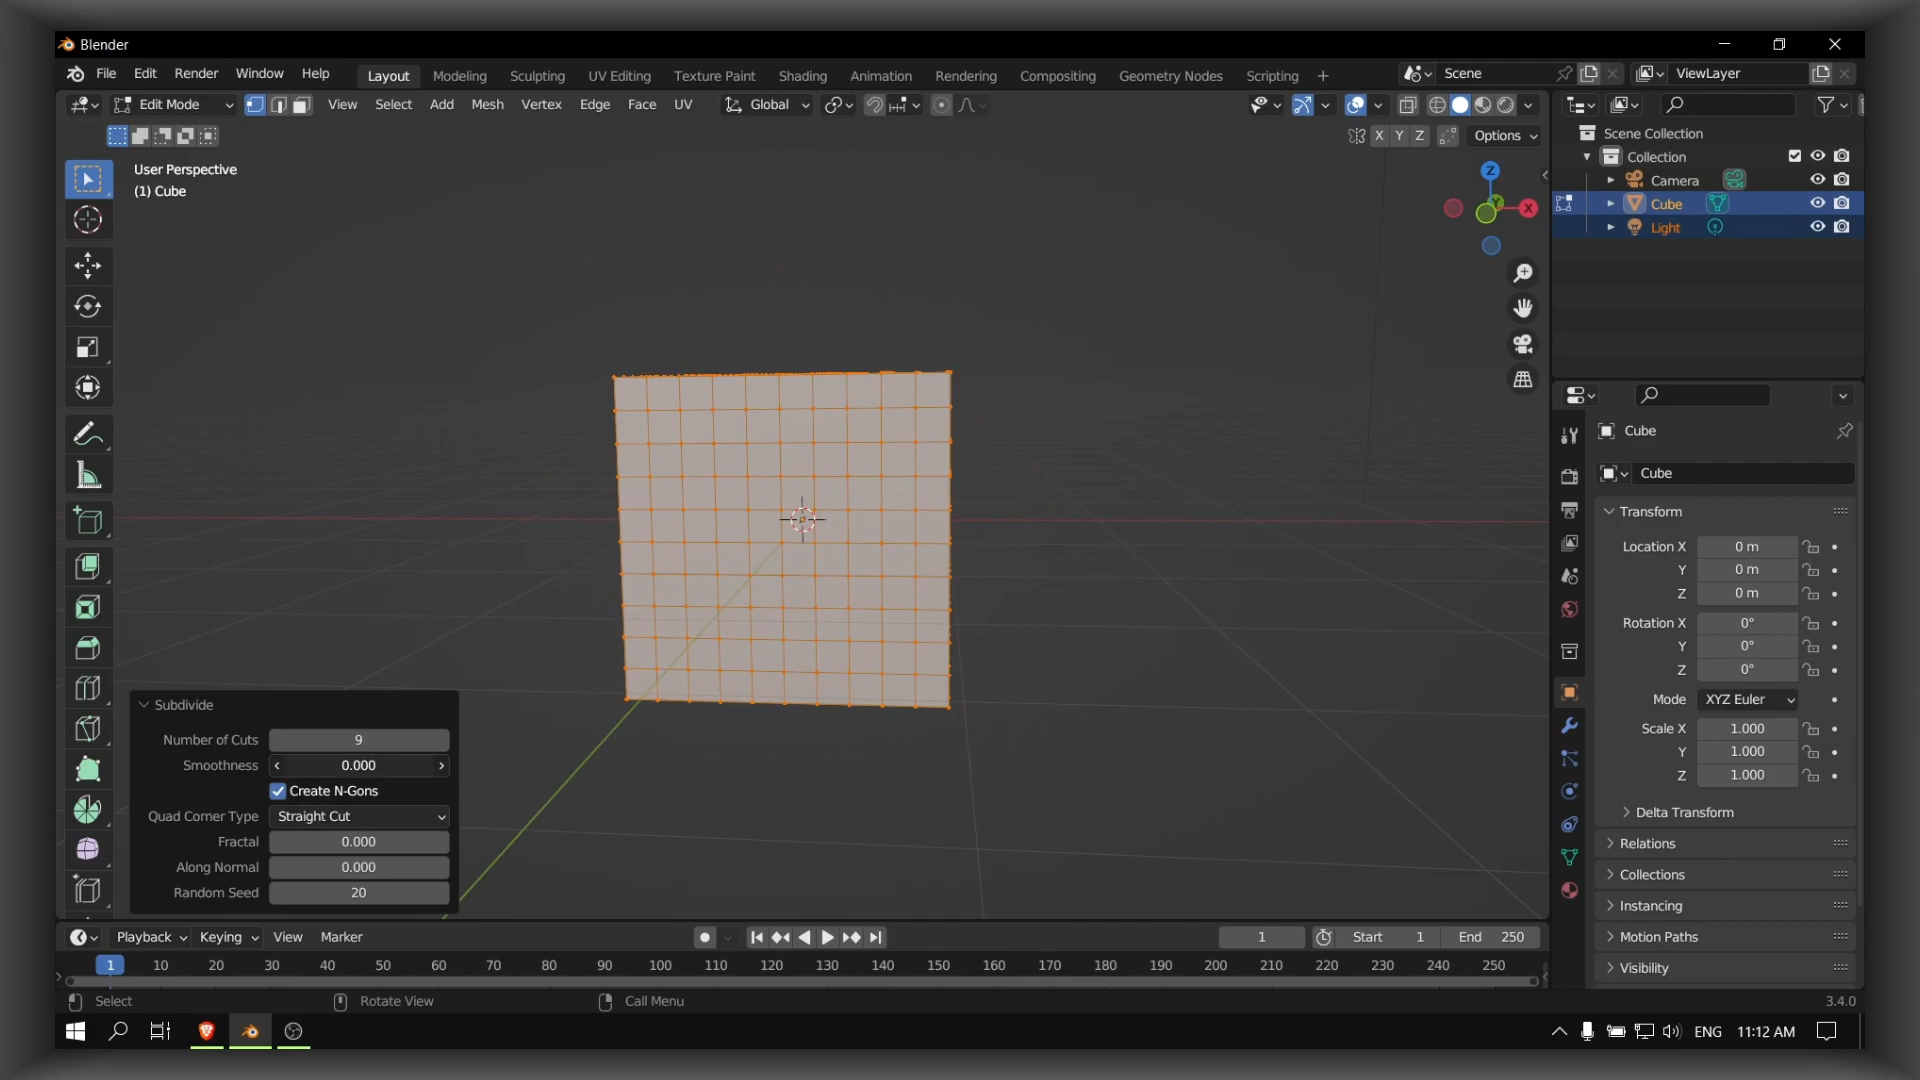 Blender
File Edit Render Window Help Layout Modeling Sculpting UV Editing Texture Paint Shading Animation Rendering Compositing Geometry Nodes Scripting + Scene ViewLayer
Edit Mode View Select Add Mesh Vertex Edge Face UV Global
X Y Z Options
User Perspective
(1) Cube
Z
X
Y
Scene Collection
Collection
Camera
Cube
Light
Cube
Cube
Transform
Location X 0 m
Y 0 m
Z 0 m
Rotation X 0°
Y 0°
Z 0°
Mode XYZ Euler
Scale X 1.000
Y 1.000
Z 1.000
Delta Transform
Relations
Collections
Instancing
Motion Paths
Visibility
Subdivide
Number of Cuts 9
Smoothness 0.000
Create N-Gons
Quad Corner Type Straight Cut
Fractal 0.000
Along Normal 0.000
Random Seed 20
Playback Keying View Marker 1 Start 1 End 250
1 10 20 30 40 50 60 70 80 90 100 110 120 130 140 150 160 170 180 190 200 210 220 230 240 250
Select Rotate View Call Menu 3.4.0
ENG 11:12 AM